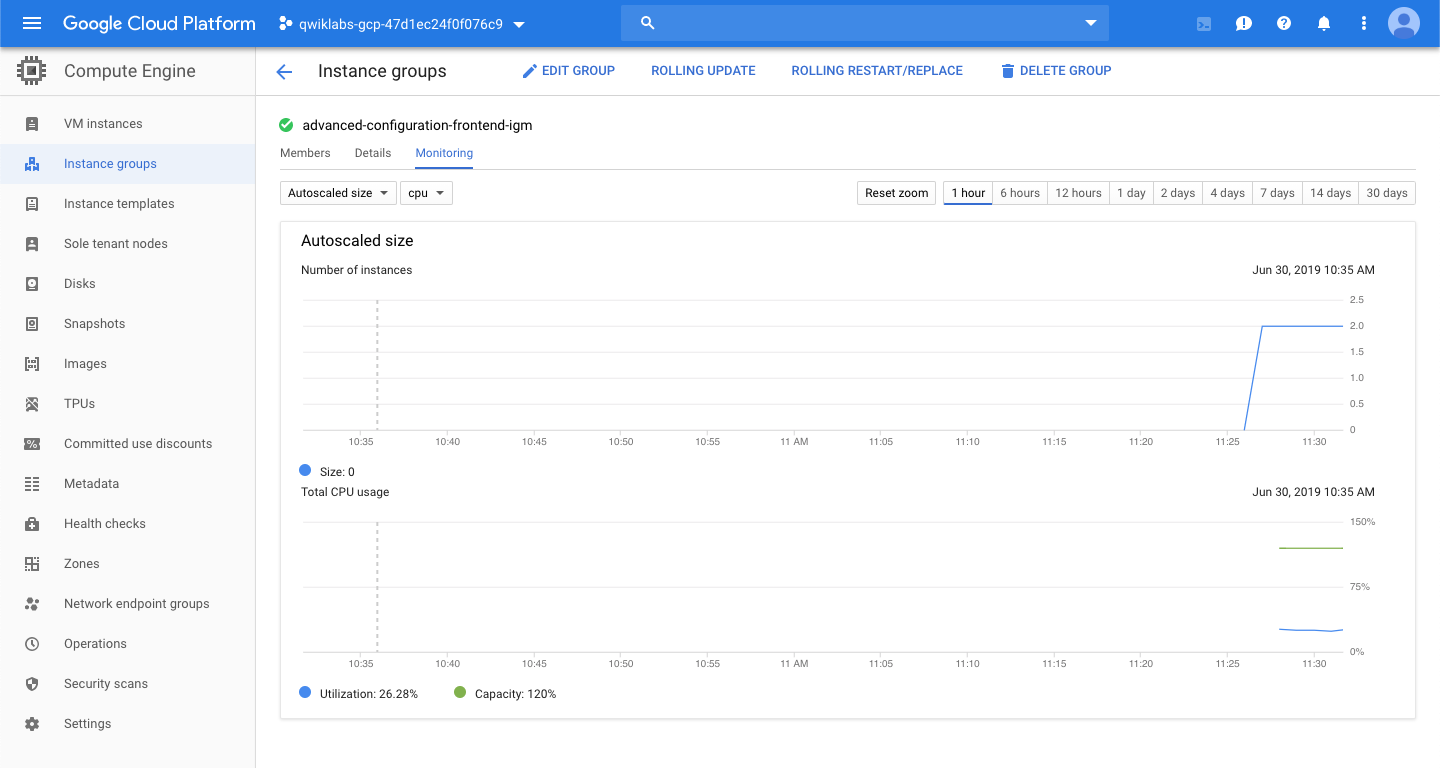 Google Cloud Platform
qwiklabs-gcp-47d1ec24f0f076c9
Compute Engine
VM instances
Instance groups
Instance templates
Sole tenant nodes
Disks
Snapshots
Images
TPUs
Committed use discounts
Metadata
Health checks
Zones
Network endpoint groups
Operations
Security scans
Settings
Instance groups
EDIT GROUP
ROLLING UPDATE
ROLLING RESTART/REPLACE
DELETE GROUP
advanced-configuration-frontend-igm
Members Details Monitoring
Autoscaled size cpu
Reset zoom 1 hour 6 hours 12 hours 1 day 2 days 4 days 7 days 14 days 30 days
Autoscaled size
Number of instances Jun 30, 2019 10:35 AM
2.5
2.0
1.5
1.0
0.5
0
10:35 10:40 10:45 10:50 10:55 11 AM 11:05 11:10 11:15 11:20 11:25 11:30
Size: 0
Total CPU usage Jun 30, 2019 10:35 AM
150%
75%
0%
10:35 10:40 10:45 10:50 10:55 11 AM 11:05 11:10 11:15 11:20 11:25 11:30
Utilization: 26.28% Capacity: 120%